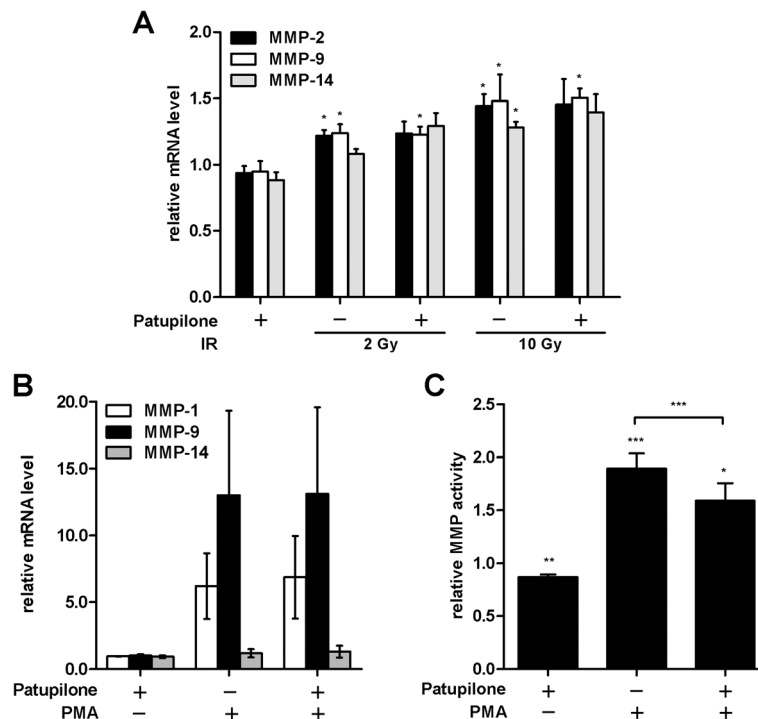 A
MMP-2
MMP-9
MMP-14
relative mRNA level
2.0
1.5
1.0
0.5
0.0
* * * * * * *
Patupilone + − + − +
IR 2 Gy 10 Gy
B
MMP-1
MMP-9
MMP-14
relative mRNA level
20.0
15.0
10.0
5.0
0.0
Patupilone + − +
PMA − + +
C
relative MMP activity
2.5
2.0
1.5
1.0
0.5
0.0
***
** *** *
Patupilone + − +
PMA − + +